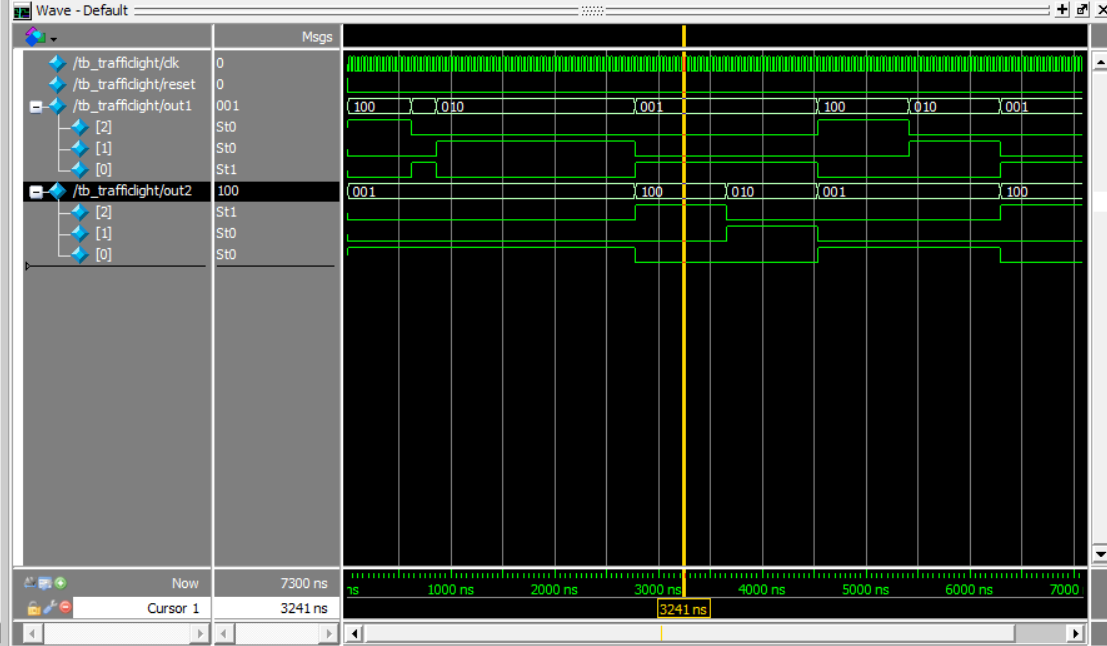 Wave - Default
Msgs
/tb_trafficlight/clk 0
/tb_trafficlight/reset 0
/tb_trafficlight/out1 001 100 010 001 100 010 001
[2] St0
[1] St0
[0] St1
/tb_trafficlight/out2 100 001 100 010 001 100
[2] St1
[1] St0
[0] St0
Now 7300 ns ns 1000 ns 2000 ns 3000 ns 4000 ns 5000 ns 6000 ns 7000
Cursor 1 3241 ns 3241 ns